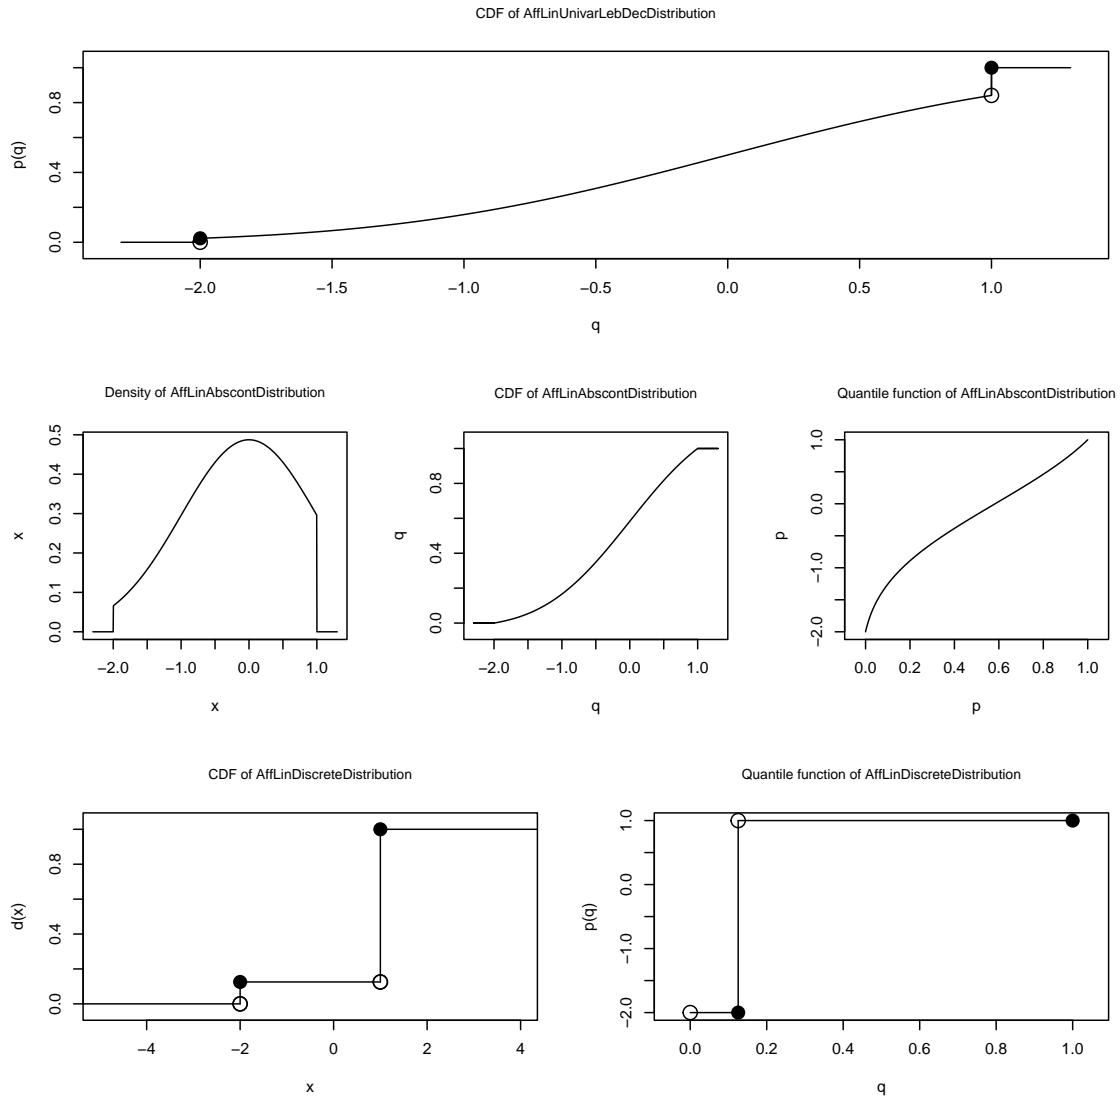 CDF of AffLinUnivarLebDecDistribution
p(q)
0.8
0.4
0.0
−2.0 −1.5 −1.0 −0.5 0.0 0.5 1.0
q
Density of AffLinAbscontDistribution
x
0.5
0.4
0.3
0.2
0.1
0.0
−2.0 −1.0 0.0 1.0
x
CDF of AffLinAbscontDistribution
q
0.8
0.4
0.0
−2.0 −1.0 0.0 1.0
q
Quantile function of AffLinAbscontDistribution
p
1.0
0.0
−1.0
−2.0
0.0 0.2 0.4 0.6 0.8 1.0
p
CDF of AffLinDiscreteDistribution
d(x)
0.8
0.4
0.0
−4 −2 0 2 4
x
Quantile function of AffLinDiscreteDistribution
p(q)
1.0
0.0
−1.0
−2.0
0.0 0.2 0.4 0.6 0.8 1.0
q